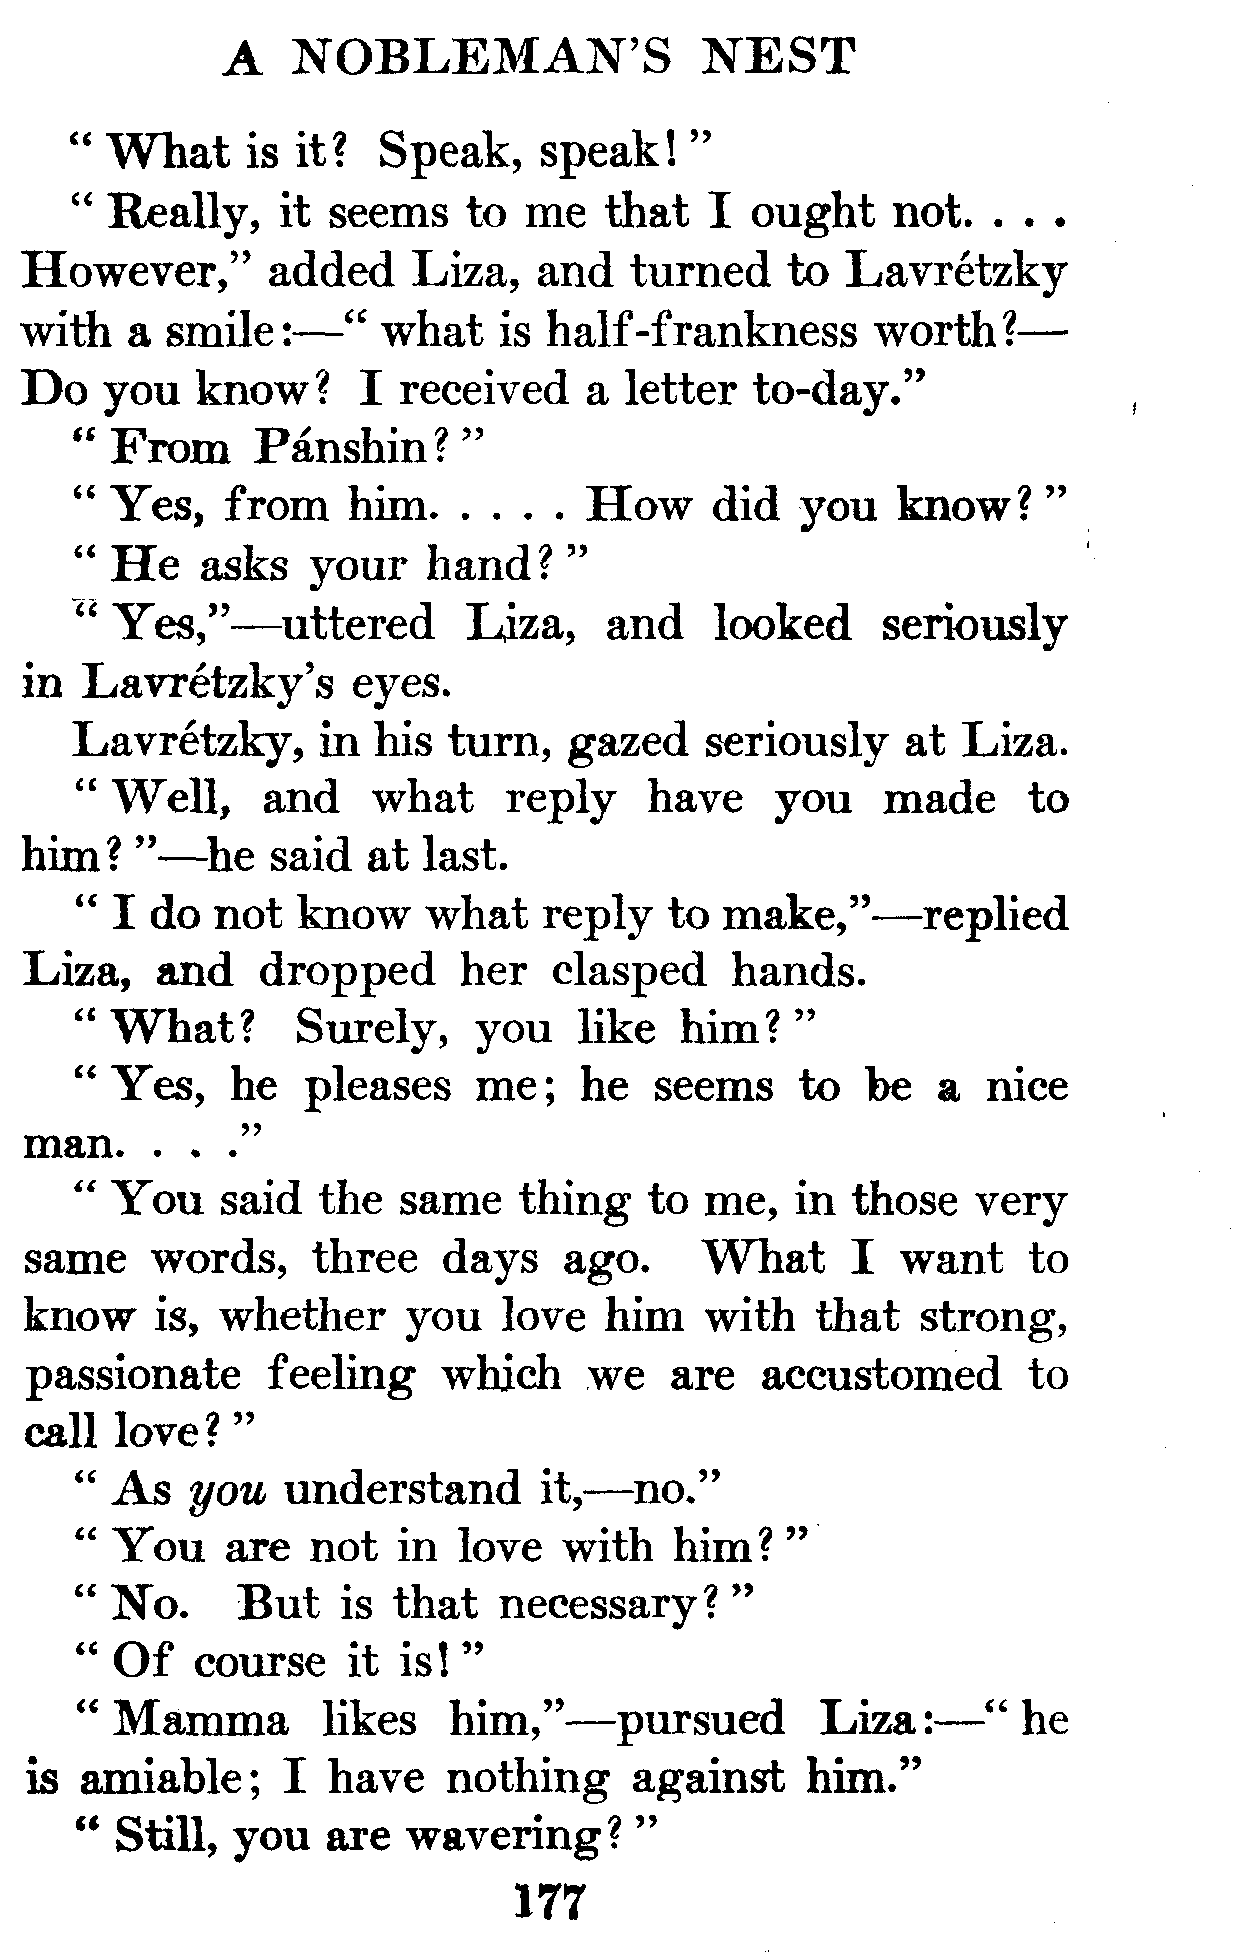 A NOBLEMAN'S NEST
“ What is it? Speak, speak! ”
“ Really, it seems to me that I ought not. . . .
However,” added Liza, and turned to Lavrétzky
with a smile:—“ what is half-frankness worth?—
Do you know? I received a letter to-day.”
“ From Pánshin? ”
“ Yes, from him. . . . . How did you know? ”
“ He asks your hand? ”
“ Yes,”—uttered Liza, and looked seriously
in Lavrétzky's eyes.
Lavrétzky, in his turn, gazed seriously at Liza.
“ Well, and what reply have you made to
him? ”—he said at last.
“ I do not know what reply to make,”—replied
Liza, and dropped her clasped hands.
“ What? Surely, you like him? ”
“ Yes, he pleases me; he seems to be a nice
man. . . .”
“ You said the same thing to me, in those very
same words, three days ago. What I want to
know is, whether you love him with that strong,
passionate feeling which we are accustomed to
call love? ”
“ As you understand it,—no.”
“ You are not in love with him? ”
“ No. But is that necessary? ”
“ Of course it is! ”
“ Mamma likes him,”—pursued Liza:—“ he
is amiable; I have nothing against him.”
“ Still, you are wavering? ”
177